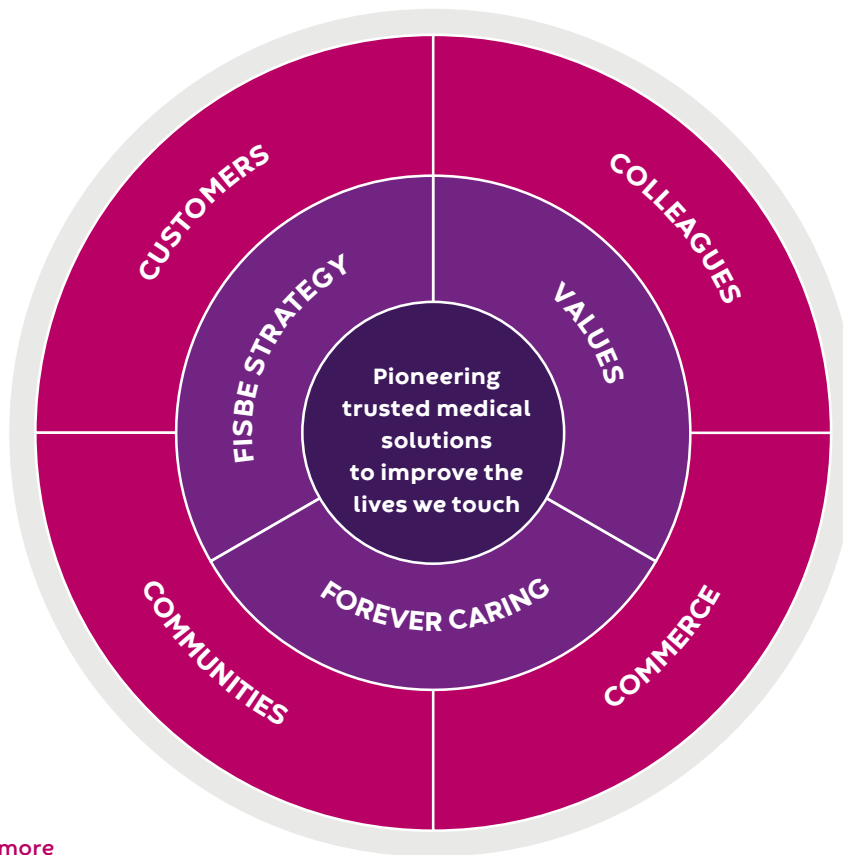 CUSTOMERS
COLLEAGUES
FISBE STRATEGY
VALUES
Pioneering
trusted medical
solutions
to improve the
lives we touch
FOREVER CARING
COMMUNITIES
COMMERCE
more